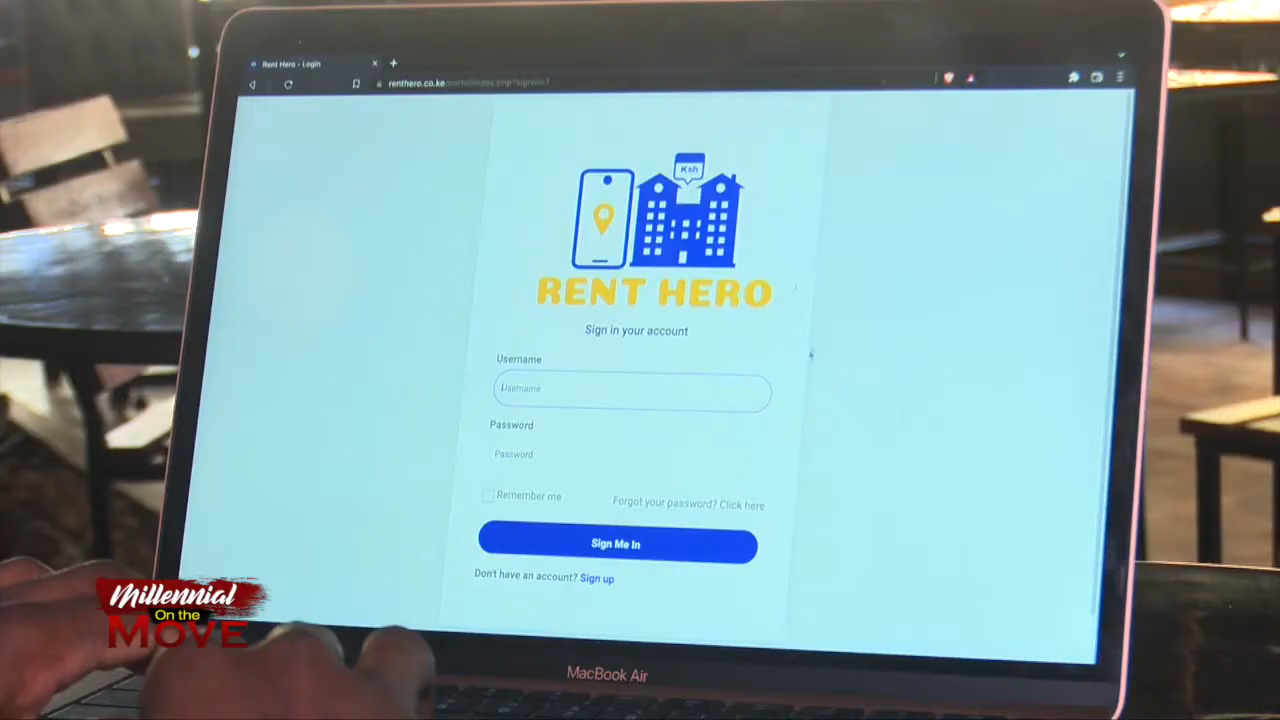 Rent Hero - Login
renthero.co.ke
Ksh
RENT HERO
Sign in your account
Username
Username
Password
Password
Remember me
Forgot your password? Click here
Sign Me In
Don't have an account? Sign up
Millennial
On the
MOVE
MacBook Air